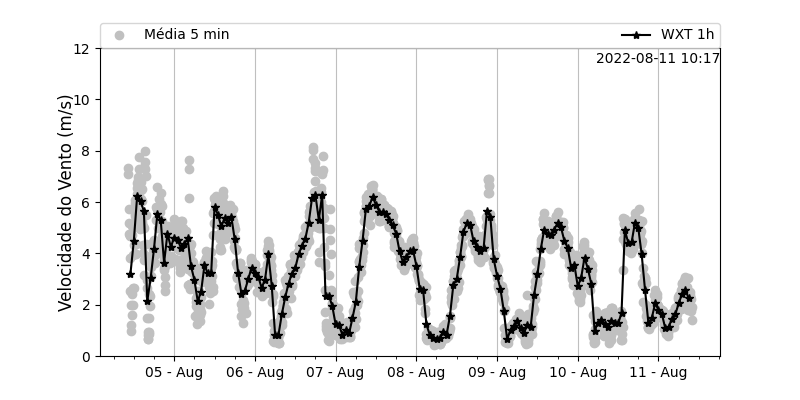 Média 5 min
WXT 1h
2022-08-11 10:17
Velocidade do Vento (m/s)
12
10
8
6
4
2
0
05 - Aug
06 - Aug
07 - Aug
08 - Aug
09 - Aug
10 - Aug
11 - Aug